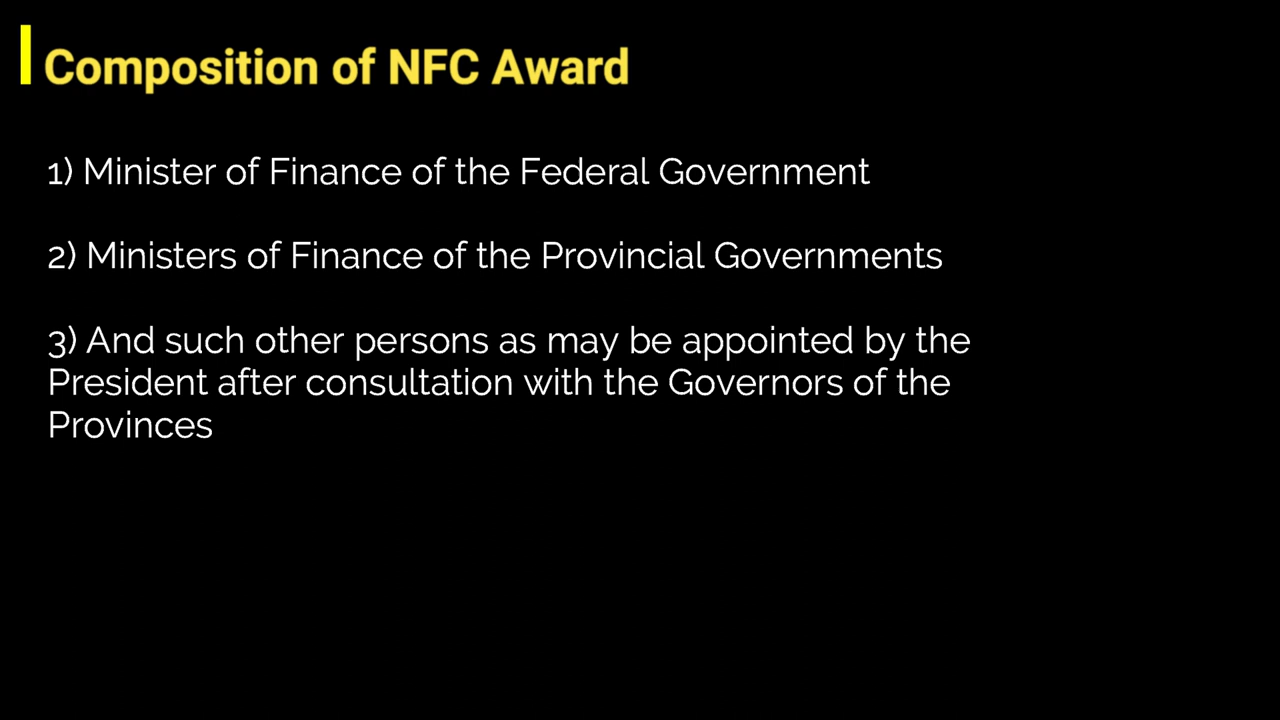 Composition of NFC Award
1) Minister of Finance of the Federal Government
2) Ministers of Finance of the Provincial Governments
3) And such other persons as may be appointed by the
President after consultation with the Governors of the
Provinces